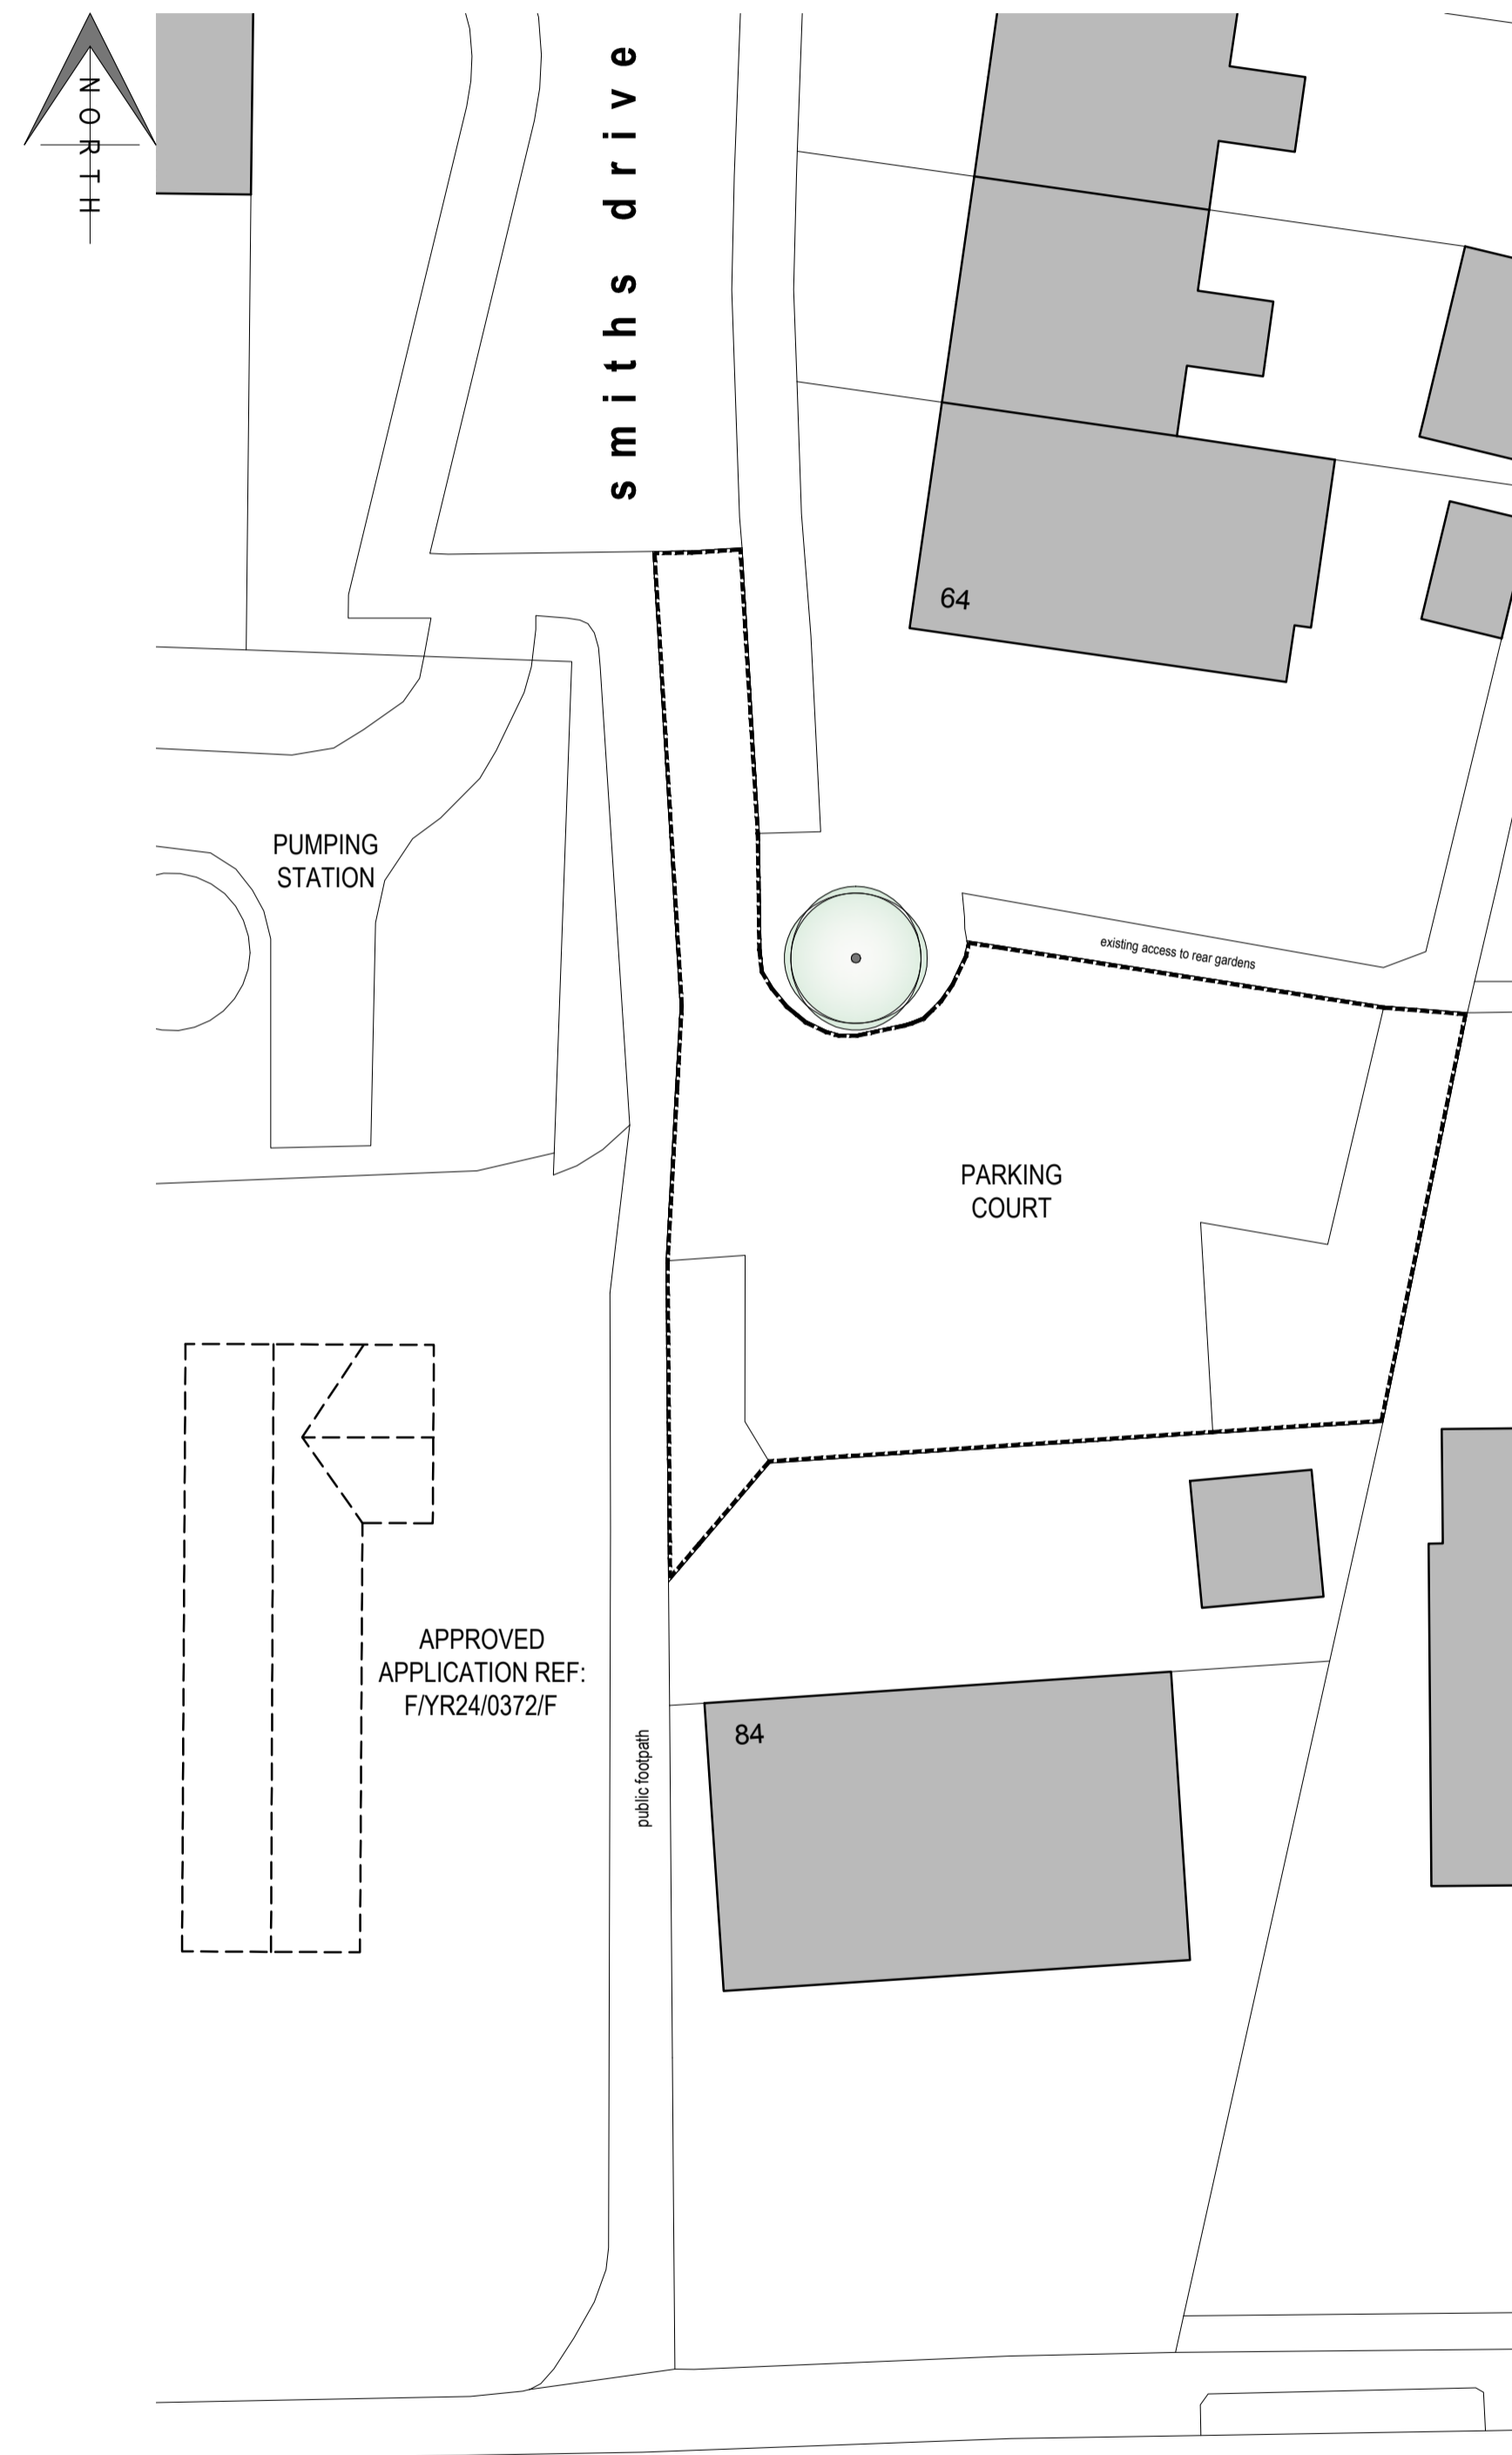 NORTH
smiths drive
64
PUMPING
STATION
existing access to rear gardens
PARKING
COURT
APPROVED
APPLICATION REF:
F/YR24/0372/F
public footpath
84